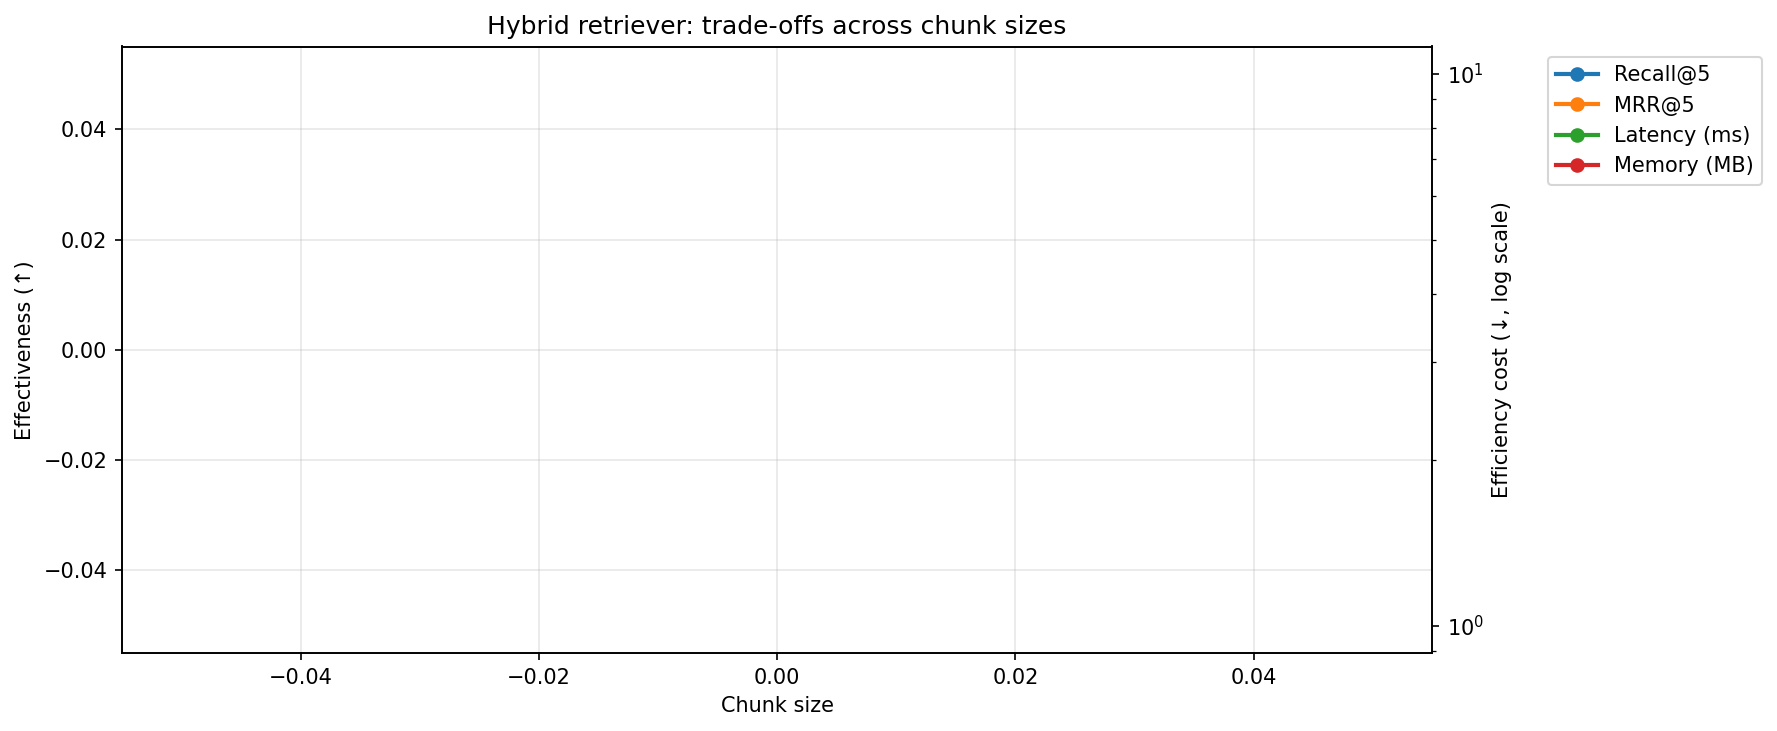 Hybrid retriever: trade-offs across chunk sizes
Effectiveness (↑)
0.04
0.02
0.00
−0.02
−0.04
−0.04
−0.02
0.00
0.02
0.04
Chunk size
10¹
10⁰
Efficiency cost (↓, log scale)
Recall@5
MRR@5
Latency (ms)
Memory (MB)